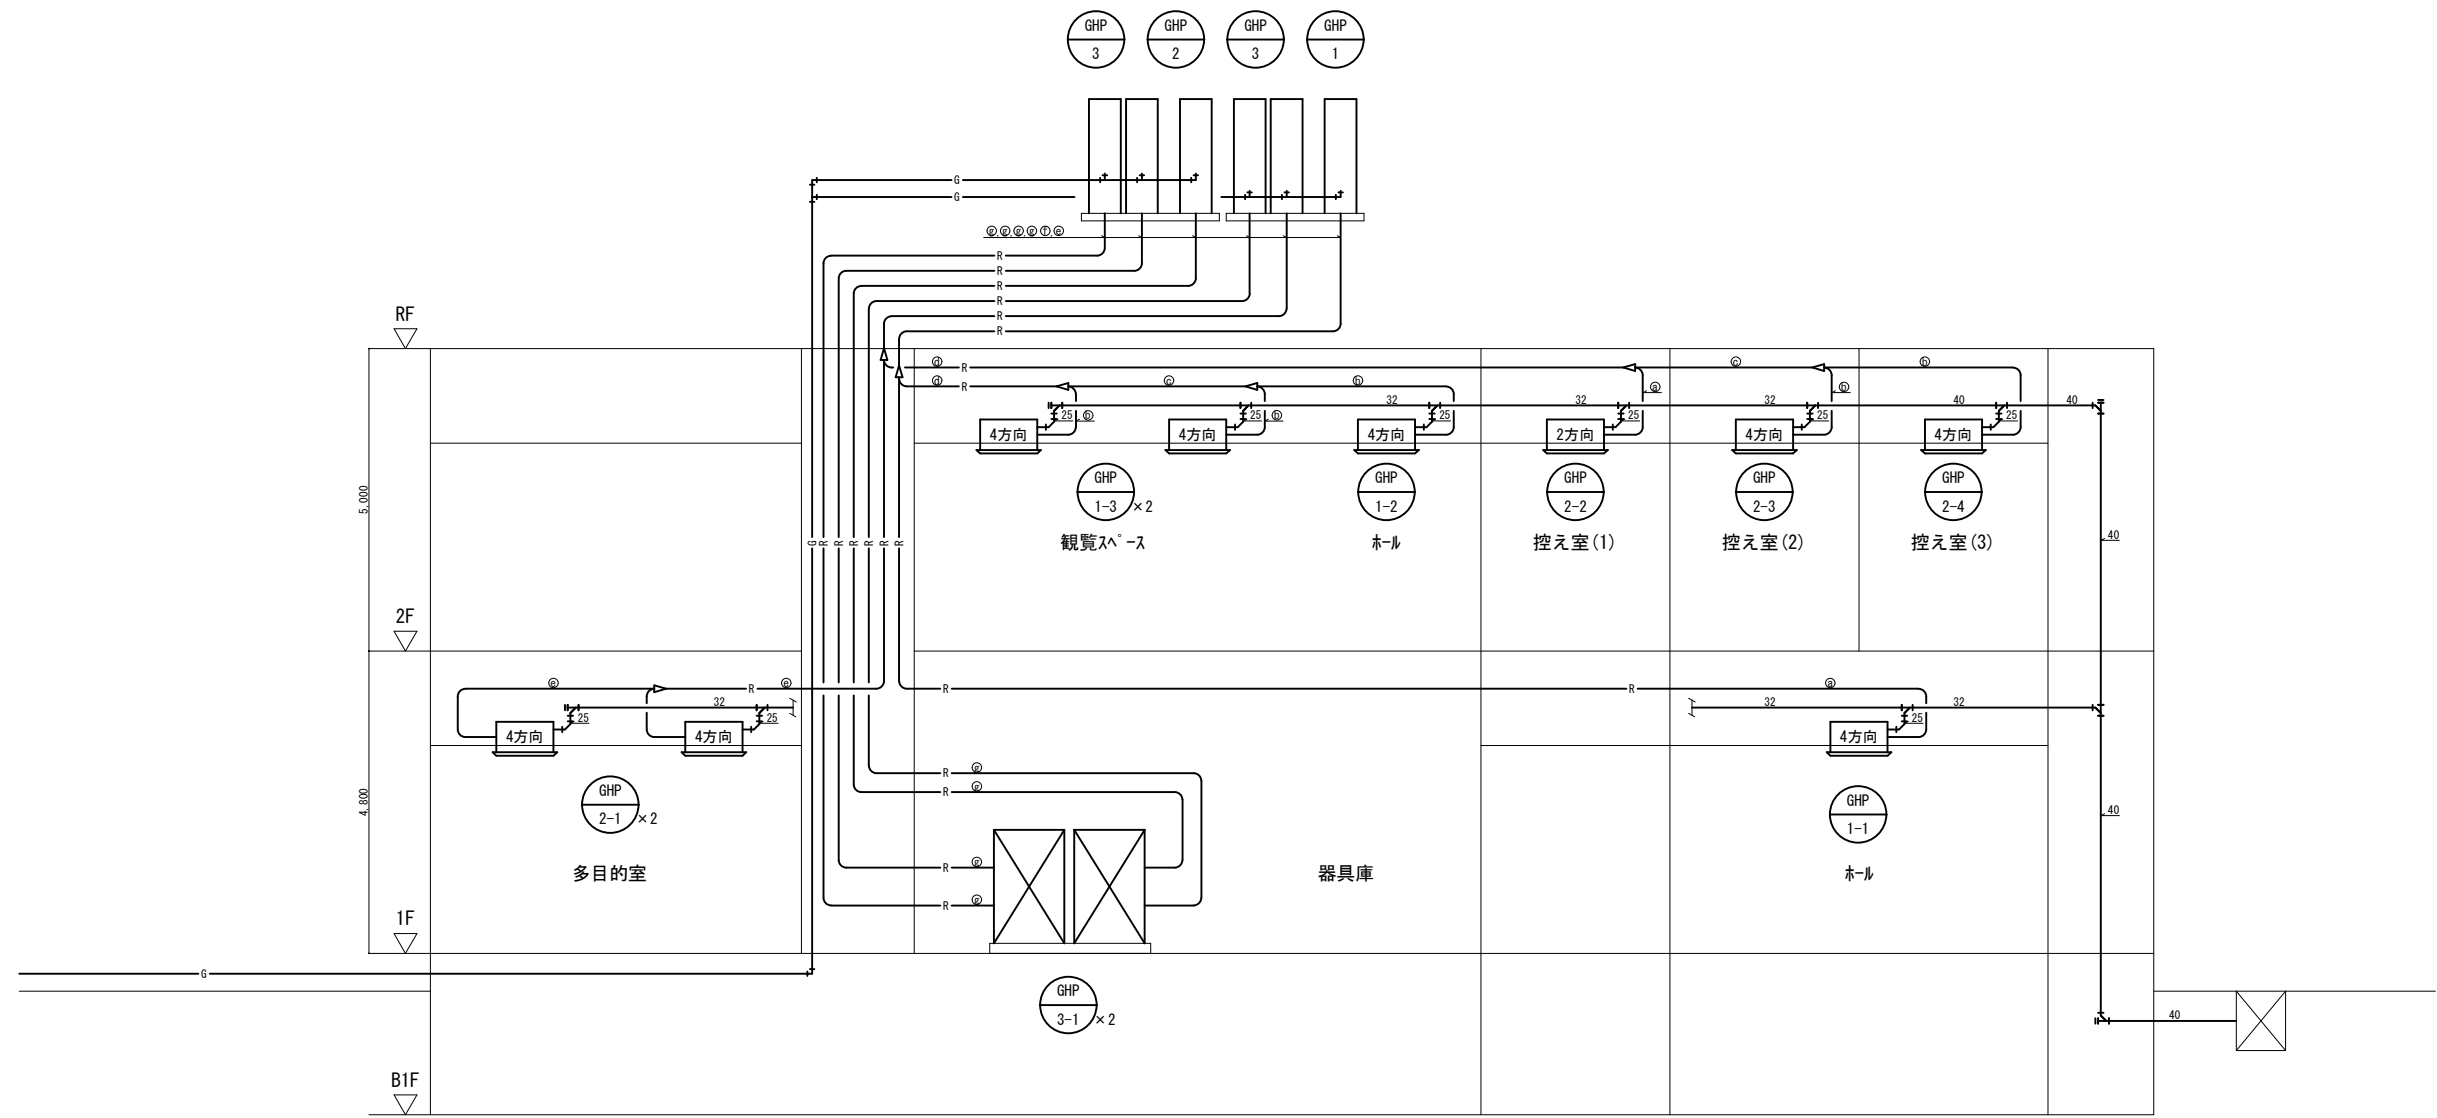 GHP GHP GHP GHP
3 2 3 1
G
G
ⓖ,ⓖ,ⓖ,ⓖ,ⓕ,ⓔ
R
R
R
R
R
R
RF
ⓓ R ⓒ ⓑ
ⓓ R ⓒ ⓑ
ⓐ ⓑ
32 32 32 40 40
25 ⓑ 25 ⓑ 25 25 25 25
4方向 4方向 4方向 2方向 4方向 4方向
GHP GHP GHP GHP GHP
1-3 ×2 1-2 2-2 2-3 2-4
5,000
G R R R R R R
観覧スペース ホール 控え室(1) 控え室(2) 控え室(3)
40
2F
ⓔ R ⓔ R R ⓐ
32 32 32
25 25 25
4方向 4方向 4方向
R ⓖ
R ⓖ
GHP GHP
2-1 ×2 1-1
4,800
40
R ⓖ
多目的室 器具庫 ホール
R ⓖ
1F
G
GHP
3-1 ×2
40
B1F